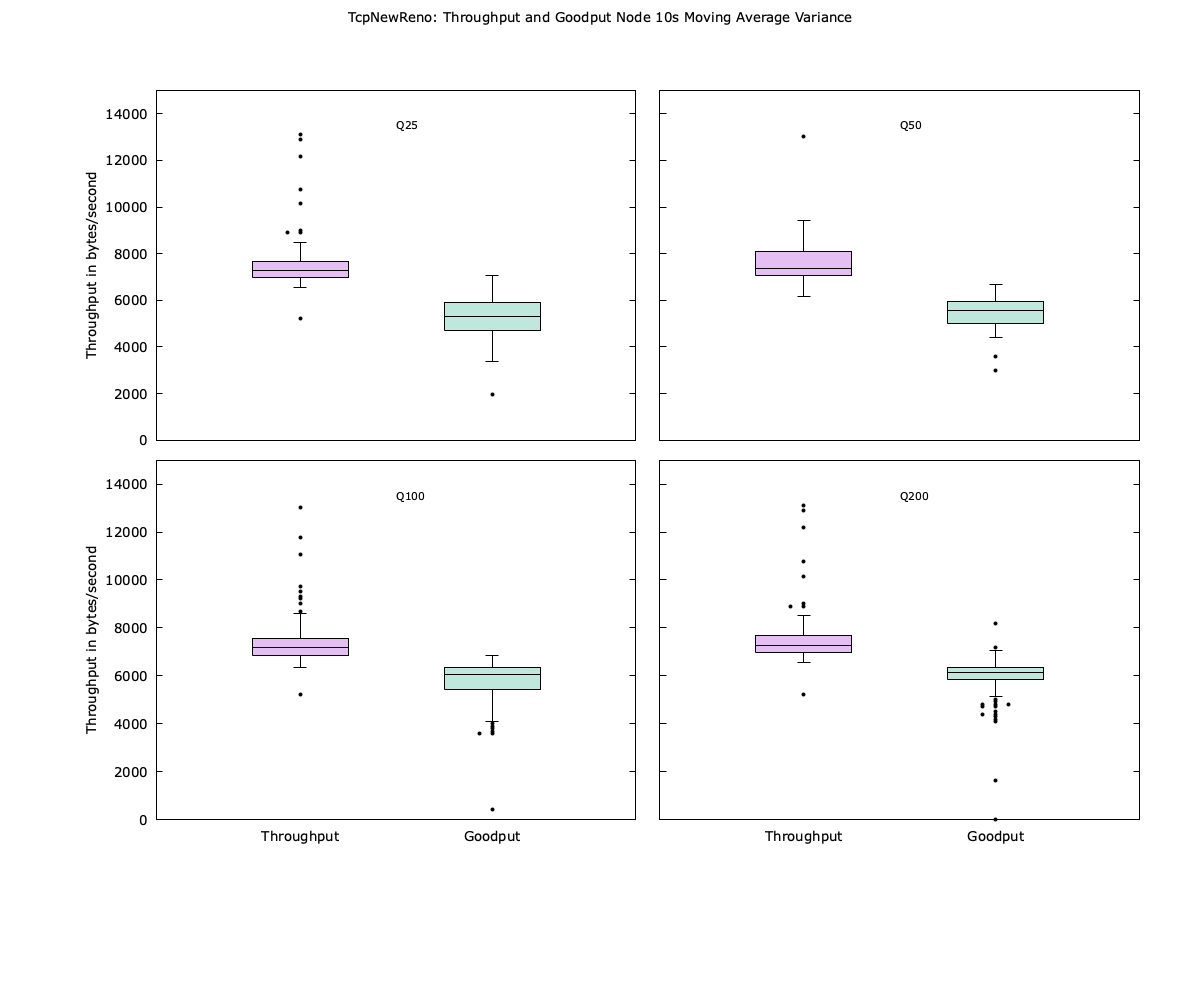 TcpNewReno: Throughput and Goodput Node 10s Moving Average Variance
Q25
Throughput in bytes/second
14000
12000
10000
8000
6000
4000
2000
0
Q50
Q100
Throughput in bytes/second
14000
12000
10000
8000
6000
4000
2000
0
Throughput
Goodput
Q200
Throughput
Goodput